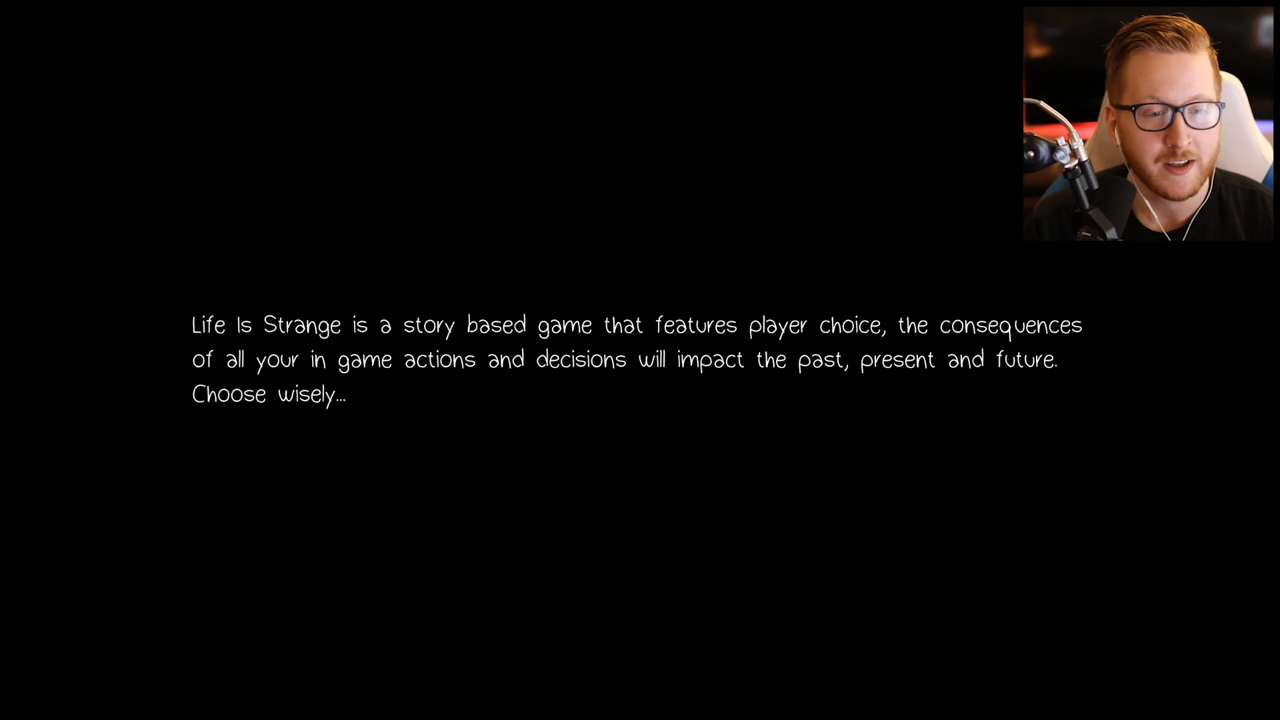 Life Is Strange is a story based game that features player choice, the consequences
of all your in game actions and decisions will impact the past, present and future.
Choose wisely...